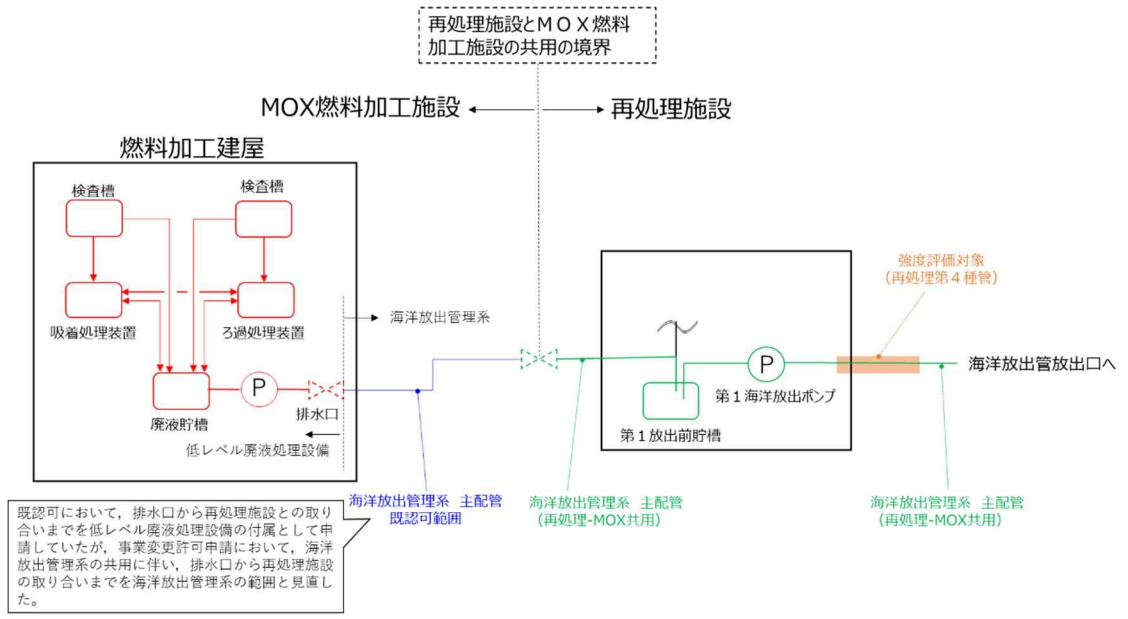 再処理施設とＭＯＸ燃料
加工施設の共用の境界
MOX燃料加工施設
再処理施設
燃料加工建屋
検査槽
検査槽
吸着処理装置
ろ過処理装置
海洋放出管理系
廃液貯槽
P
排水口
低レベル廃液処理設備
P
第１海洋放出ポンプ
第１放出前貯槽
強度評価対象
（再処理第４種管）
海洋放出管放出口へ
海洋放出管理系　主配管
既認可範囲
海洋放出管理系　主配管
（再処理-MOX共用）
海洋放出管理系　主配管
（再処理-MOX共用）
既認可において，排水口から再処理施設との取り
合いまでを低レベル廃液処理設備の付属として申
請していたが，事業変更許可申請において，海洋
放出管理系の共用に伴い，排水口から再処理施設
の取り合いまでを海洋放出管理系の範囲と見直し
た。